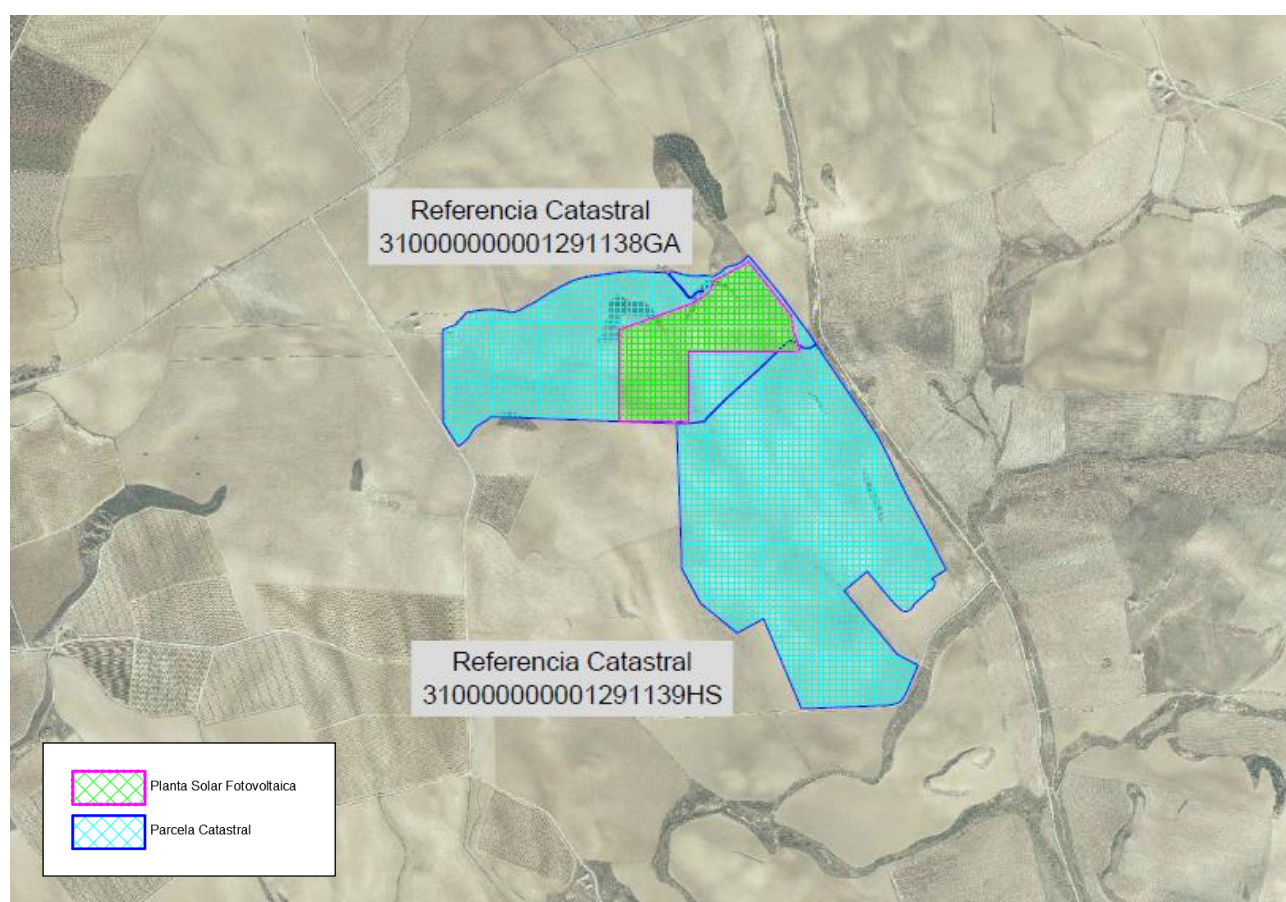 Referencia Catastral
310000000001291138GA
Referencia Catastral
310000000001291139HS
Planta Solar Fotovoltaica
Parcela Catastral